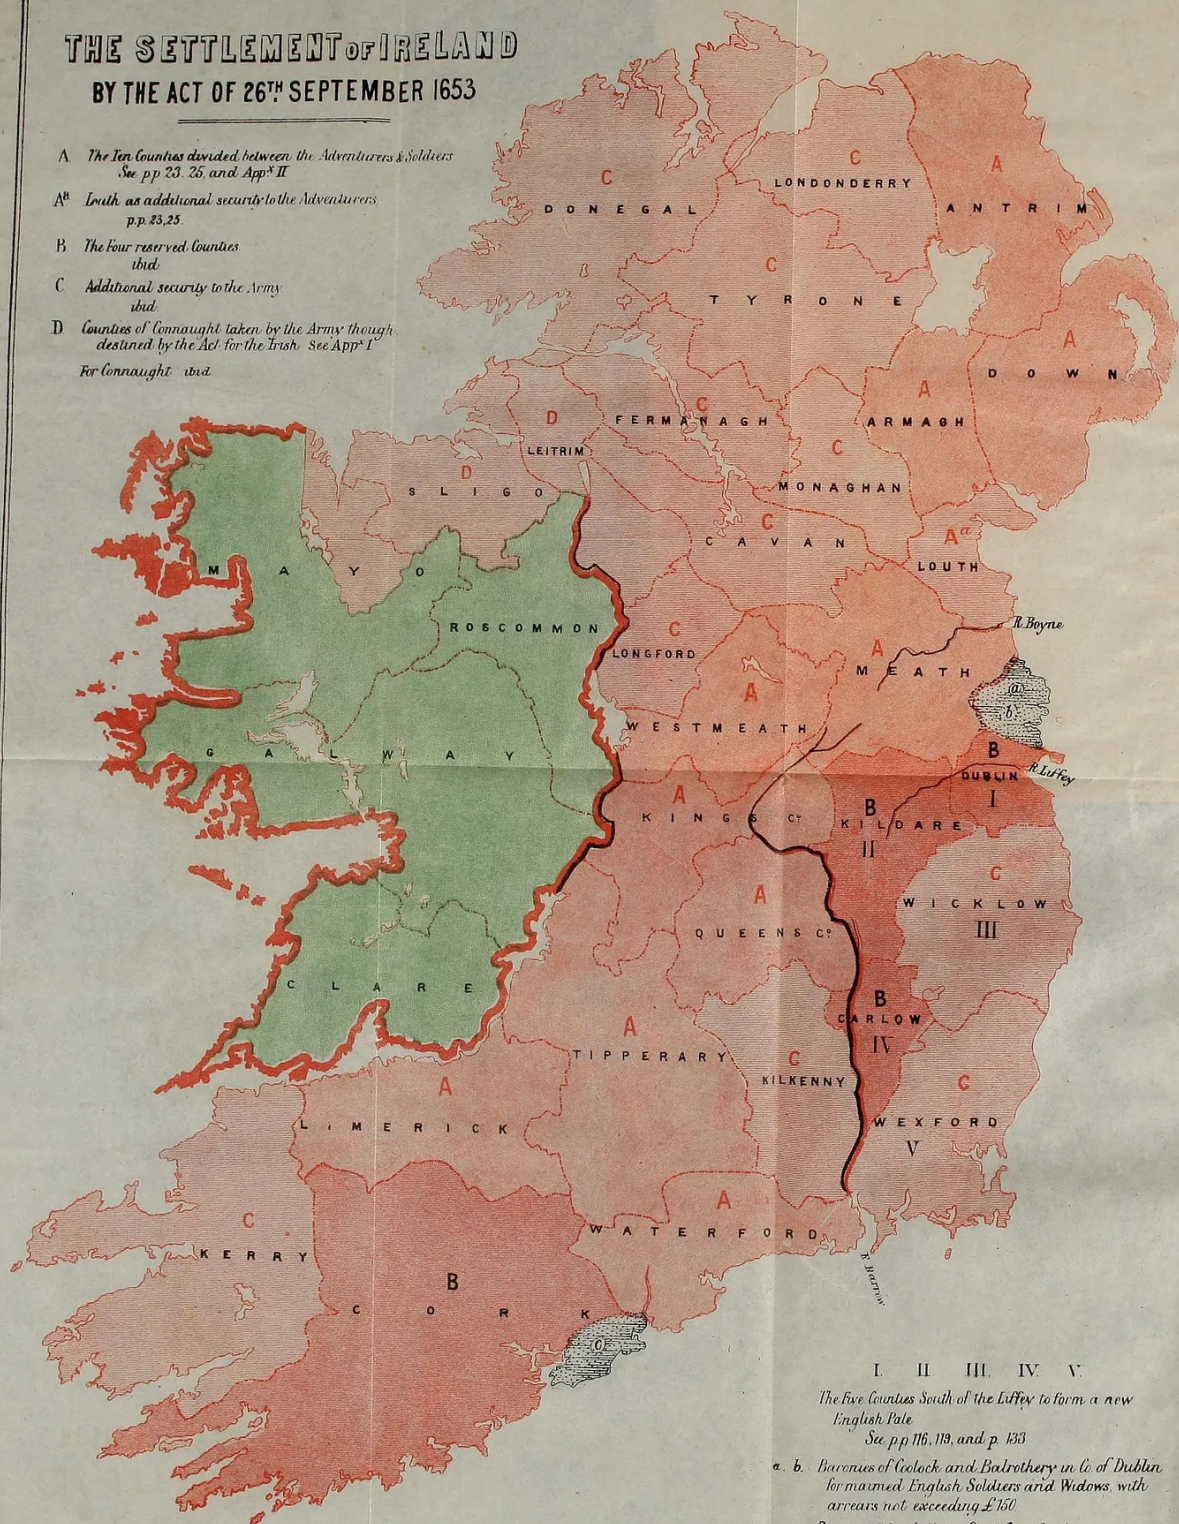 THE SETTLEMENT OF IRELAND
BY THE ACT OF 26TH. SEPTEMBER 1653
A The Ten Counties divided between the Adventurers & Soldiers
See pp 23. 25, and Appx II
Aa Louth as additional security to the Adventurers
p.p. 23, 25.
B The Four reserved Counties
ibid
C Additional security to the Army
ibid
D Counties of Connaught taken by the Army though
destined by the Act for the Irish See Appx I
For Connaught ibid
C
DONEGAL
C
LONDONDERRY
A
ANTRIM
C
TYRONE
A
DOWN
C
FERMANAGH
A
ARMAGH
D
LEITRIM
C
MONAGHAN
D
SLIGO
C
CAVAN
Aa
LOUTH
MAYO
ROSCOMMON
C
LONGFORD
R. Boyne
A
MEATH
A
WESTMEATH
a
b
GALWAY
B
DUBLIN
I
R. Liffey
A
KINGS Co
B
KILDARE
II
C
WICKLOW
III
A
QUEENS Co
CLARE
B
CARLOW
IV
A
TIPPERARY
C
KILKENNY
C
WEXFORD
V
A
LIMERICK
A
WATERFORD
C
KERRY
B
CORK
c
R Barrow
I. II. III. IV. V.
The Five Counties South of the Liffey to form a new
English Pale
See p.p 116, 119, and p. 133
a. b. Baronies of Coolock and Balrothery in Co of Dublin
for maimed English Soldiers and Widows, with
arrears not exceeding £150